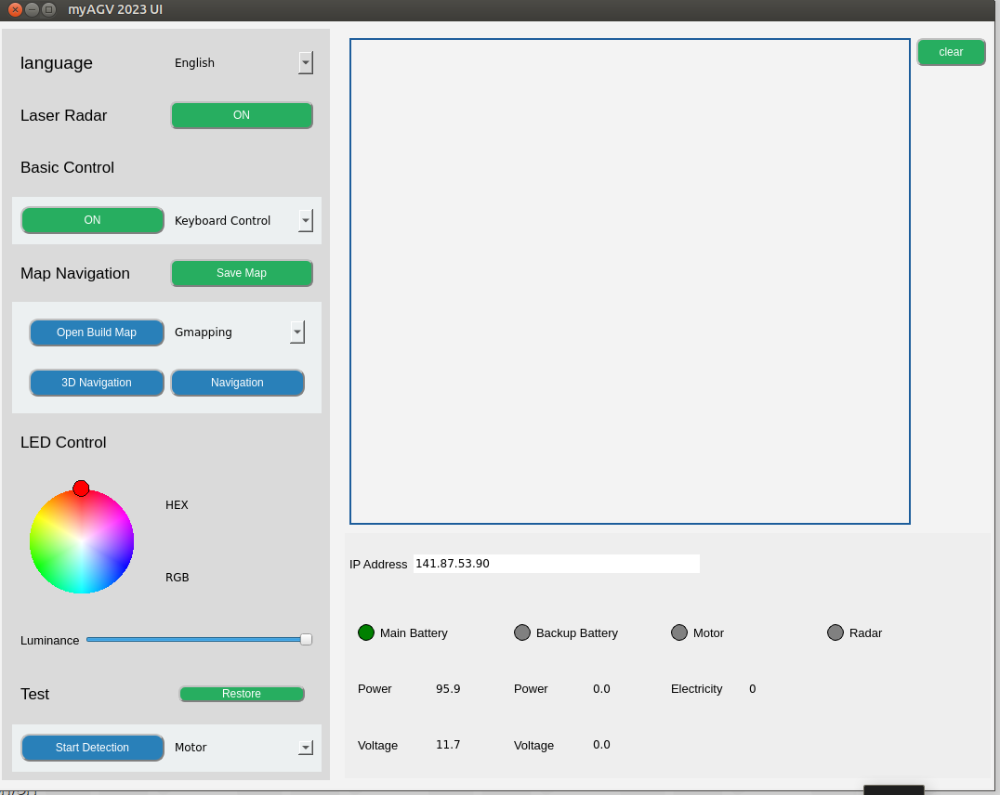 myAGV 2023 UI
language English
clear
Laser Radar ON
Basic Control
ON Keyboard Control
Map Navigation Save Map
Open Build Map Gmapping
3D Navigation Navigation
LED Control
HEX
RGB
Luminance
Test Restore
Start Detection Motor
IP Address 141.87.53.90
Main Battery Backup Battery Motor Radar
Power 95.9 Power 0.0 Electricity 0
Voltage 11.7 Voltage 0.0